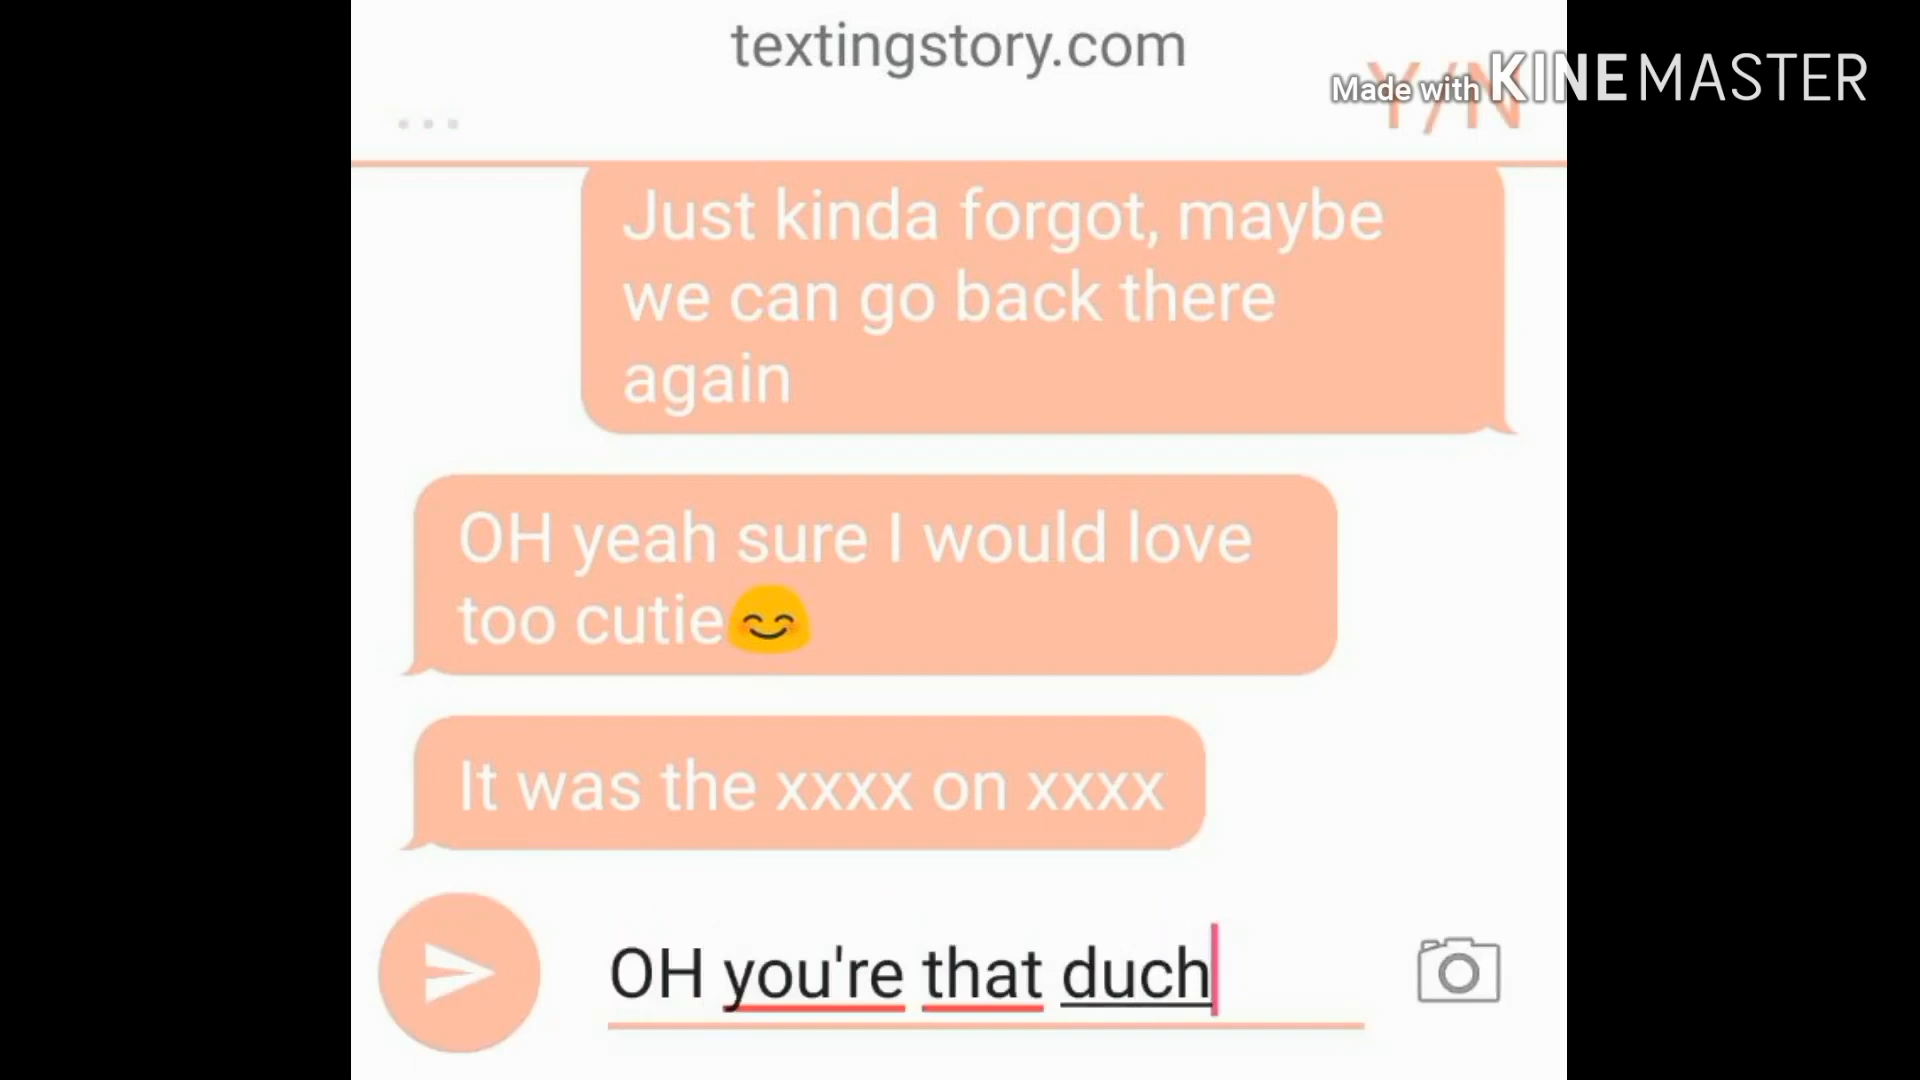 textingstory.com
Made with KINEMASTER
...
Y/N
Just kinda forgot, maybe
we can go back there
again
OH yeah sure I would love
too cutie😊
It was the xxxx on xxxx
OH you're that duch